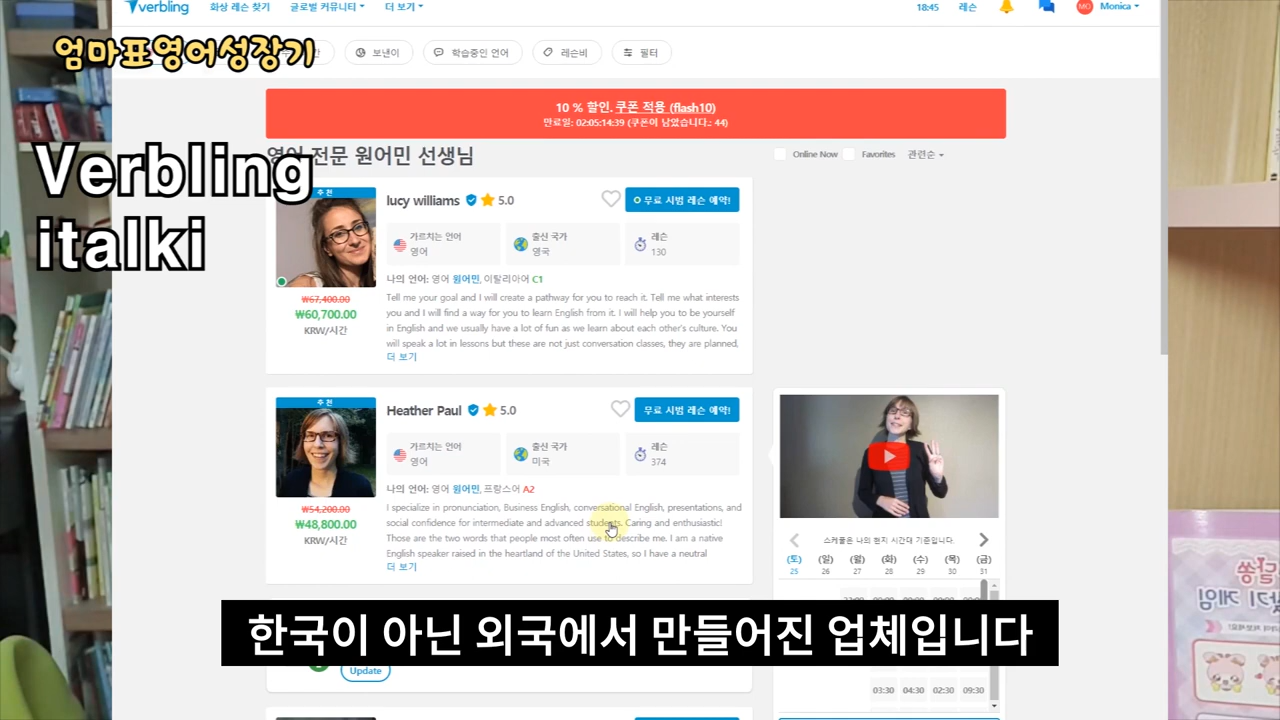 verbling 화상 레슨 찾기 글로벌 커뮤니티 더 보기 18:45 레슨 MO Monica
엄마표영어성장기
보낸이 학습중인 언어 레슨비 필터
10 % 할인. 쿠폰 적용 (flash10)
만료일: 02:05:14:39 (쿠폰이 남았습니다.: 44)
영어 전문 원어민 선생님
Online Now Favorites 관련순
Verbling
italki
추천
lucy williams 5.0 무료 시범 레슨 예약!
가르치는 언어 출신 국가 레슨
영어 영국 130
나의 언어: 영어 원어민, 이탈리아어 C1
₩67,400.00
₩60,700.00
KRW/시간
Tell me your goal and I will create a pathway for you to reach it. Tell me what interests
you and I will find a way for you to learn English from it. I will help you to be yourself
in English and we usually have a lot of fun as we learn about each other's culture. You
will speak a lot in lessons but these are not just conversation classes, they are planned,
더 보기
추천
Heather Paul 5.0 무료 시범 레슨 예약!
가르치는 언어 출신 국가 레슨
영어 미국 374
나의 언어: 영어 원어민, 프랑스어 A2
₩54,200.00
₩48,800.00
KRW/시간
I specialize in pronunciation, Business English, conversational English, presentations, and
social confidence for intermediate and advanced students. Caring and enthusiastic!
Those are the two words that people most often use to describe me. I am a native
English speaker raised in the heartland of the United States, so I have a neutral
더 보기
스케쥴은 나의 현지 시간대 기준입니다.
(토) (일) (월) (화) (수) (목) (금)
25 26 27 28 29 30 31
한국이 아닌 외국에서 만들어진 업체입니다
Update
03:30 04:30 02:30 09:30